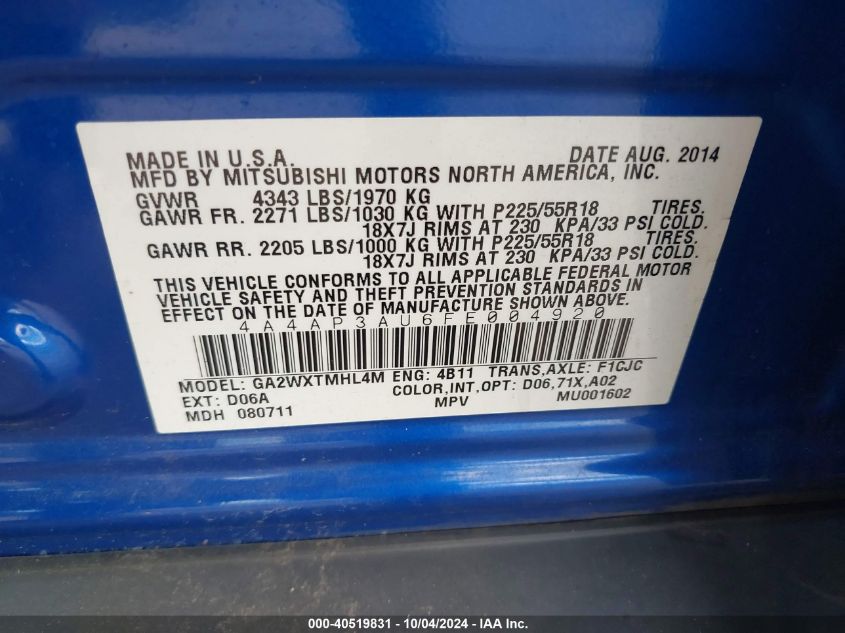 MADE IN U.S.A. DATE AUG. 2014
MFD BY MITSUBISHI MOTORS NORTH AMERICA, INC.
GVWR 4343 LBS/1970 KG
GAWR FR. 2271 LBS/1030 KG WITH P225/55R18 TIRES.
18X7J RIMS AT 230 KPA/33 PSI COLD.
GAWR RR. 2205 LBS/1000 KG WITH P225/55R18 TIRES.
18X7J RIMS AT 230 KPA/33 PSI COLD.
THIS VEHICLE CONFORMS TO ALL APPLICABLE FEDERAL MOTOR
VEHICLE SAFETY AND THEFT PREVENTION STANDARDS IN
EFFECT ON THE DATE OF MANUFACTURE SHOWN ABOVE.
4A4AP3AU6FE004920
MODEL: GA2WXTMHL4M ENG: 4B11 TRANS,AXLE: F1CJC
EXT: D06A COLOR,INT,OPT: D06,71X,A02
MDH 080711 MPV MU001602
000-40519831 - 10/04/2024 - IAA Inc.